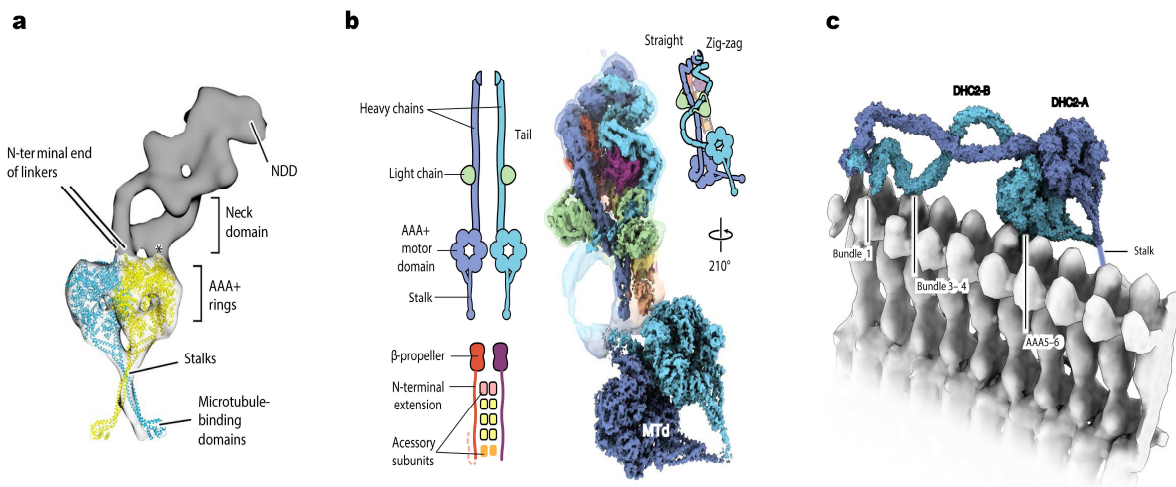 a
N-terminal end
of linkers
NDD
Neck
domain
*
AAA+
rings
Stalks
Microtubule-
binding
domains
b
Straight
Zig-zag
Heavy chains
Tail
Light chain
AAA+
motor
domain
Stalk
210°
β-propeller
N-terminal
extension
Acessory
subunits
MTd
c
DHC2-B
DHC2-A
Bundle 1
Bundle 3–4
Stalk
AAA5–6